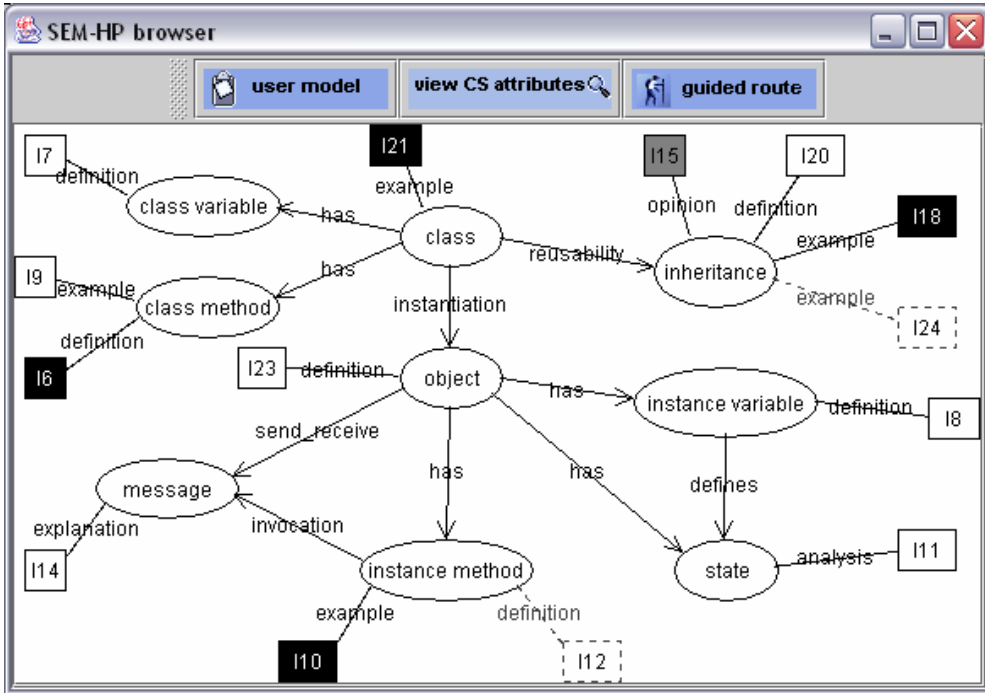 SEM-HP browser
user model
view CS attributes
guided route
I7
I21
I15
I20
definition
example
opinion
definition
I18
class variable
has
class
reusability
inheritance
example
I9
example
has
example
class method
instantiation
I24
definition
I6
I23
definition
object
has
instance variable
definition
I8
send_receive
has
has
defines
message
explanation
invocation
I14
instance method
state
analysis
I11
example
definition
I10
I12